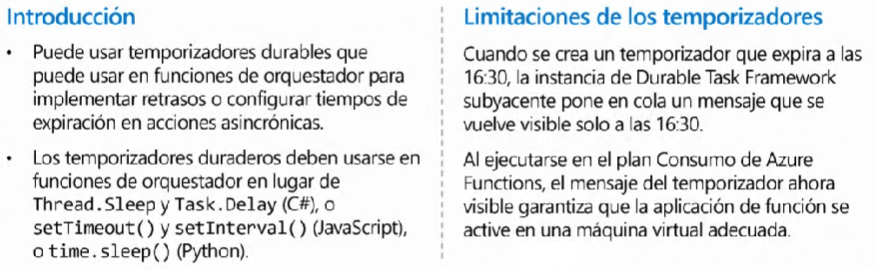 Introducción
• Puede usar temporizadores durables que
puede usar en funciones de orquestador para
implementar retrasos o configurar tiempos de
expiración en acciones asincrónicas.
• Los temporizadores duraderos deben usarse en
funciones de orquestador en lugar de
Thread.Sleep y Task.Delay (C#), o
setTimeout() y setInterval() (JavaScript),
o time.sleep() (Python).
Limitaciones de los temporizadores
Cuando se crea un temporizador que expira a las
16:30, la instancia de Durable Task Framework
subyacente pone en cola un mensaje que se
vuelve visible solo a las 16:30.
Al ejecutarse en el plan Consumo de Azure
Functions, el mensaje del temporizador ahora
visible garantiza que la aplicación de función se
active en una máquina virtual adecuada.